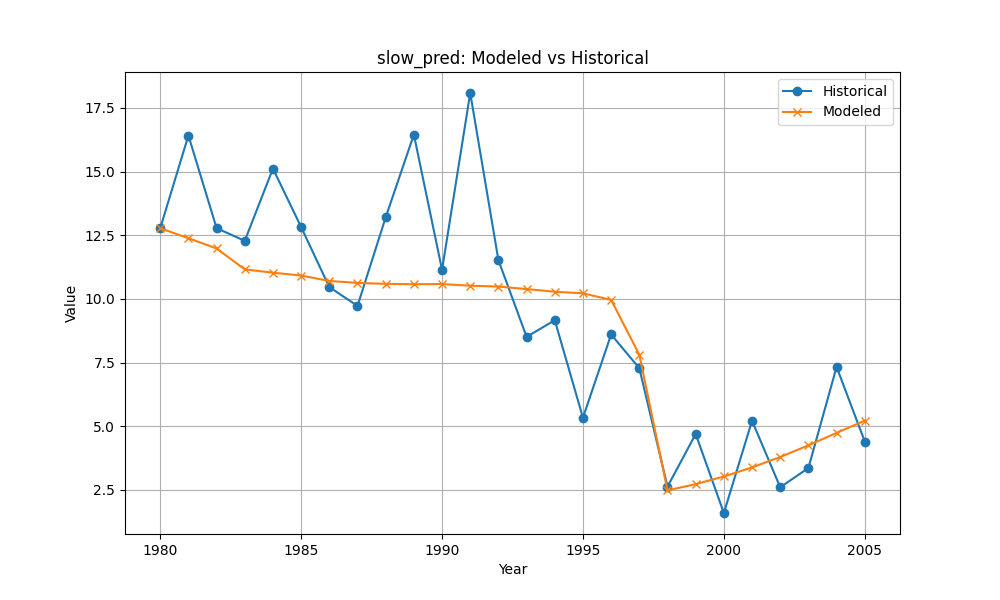 slow_pred: Modeled vs Historical
Historical
Modeled
Value
17.5
15.0
12.5
10.0
7.5
5.0
2.5
1980 1985 1990 1995 2000 2005
Year